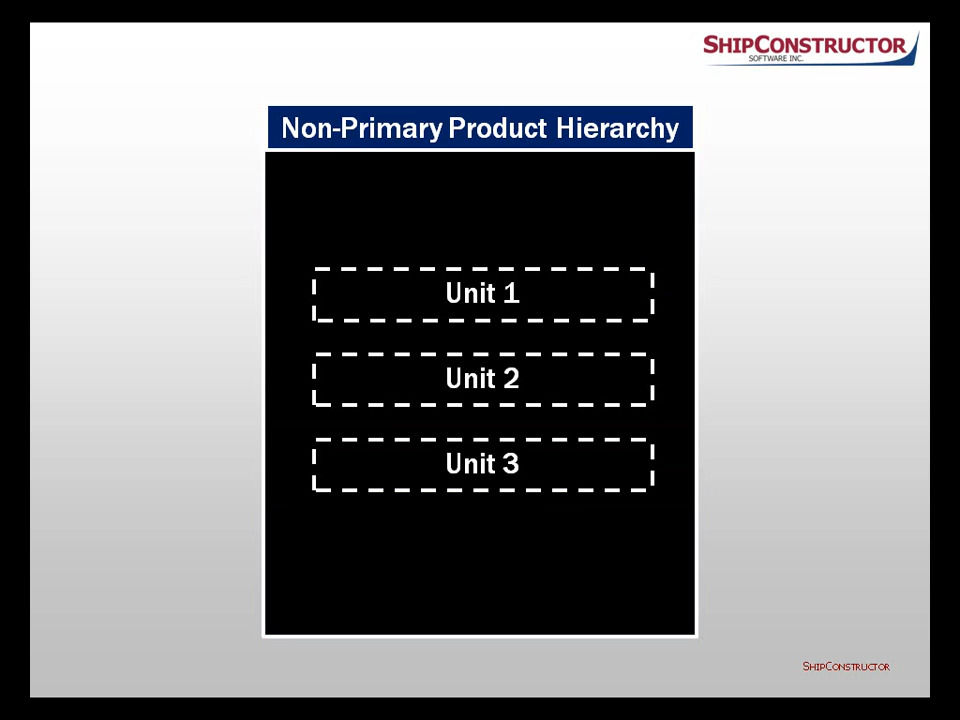 SHIPCONSTRUCTOR
SOFTWARE INC.
Non-Primary Product Hierarchy
Unit 1
Unit 2
Unit 3
SHIPCONSTRUCTOR